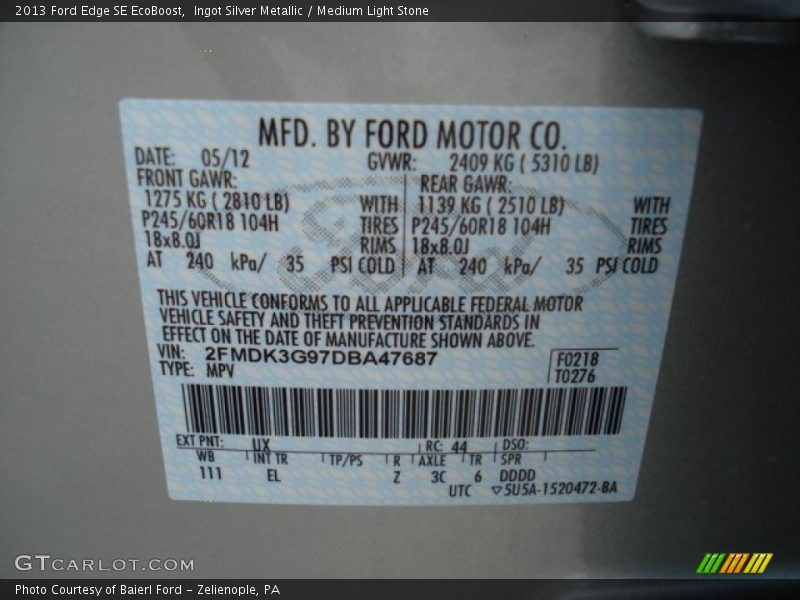 2013 Ford Edge SE EcoBoost,  Ingot Silver Metallic / Medium Light Stone
MFD. BY FORD MOTOR CO.
DATE: 05/12 GVWR: 2409 KG ( 5310 LB)
FRONT GAWR: REAR GAWR:
1275 KG ( 2810 LB) WITH 1139 KG ( 2510 LB) WITH
P245/60R18 104H TIRES P245/60R18 104H TIRES
18x8.0J RIMS 18x8.0J RIMS
AT 240 kPa/ 35 PSI COLD AT 240 kPa/ 35 PSI COLD
THIS VEHICLE CONFORMS TO ALL APPLICABLE FEDERAL MOTOR
VEHICLE SAFETY AND THEFT PREVENTION STANDARDS IN
EFFECT ON THE DATE OF MANUFACTURE SHOWN ABOVE.
VIN: 2FMDK3G97DBA47687 F0218
TYPE: MPV T0276
EXT PNT: UX RC: 44 DSO:
WB INT TR TP/PS R AXLE TR SPR
111 EL Z 3C 6 DDDD
UTC ▽5U5A-1520472-BA
GTCARLOT.COM
Photo Courtesy of Baierl Ford - Zelienople, PA